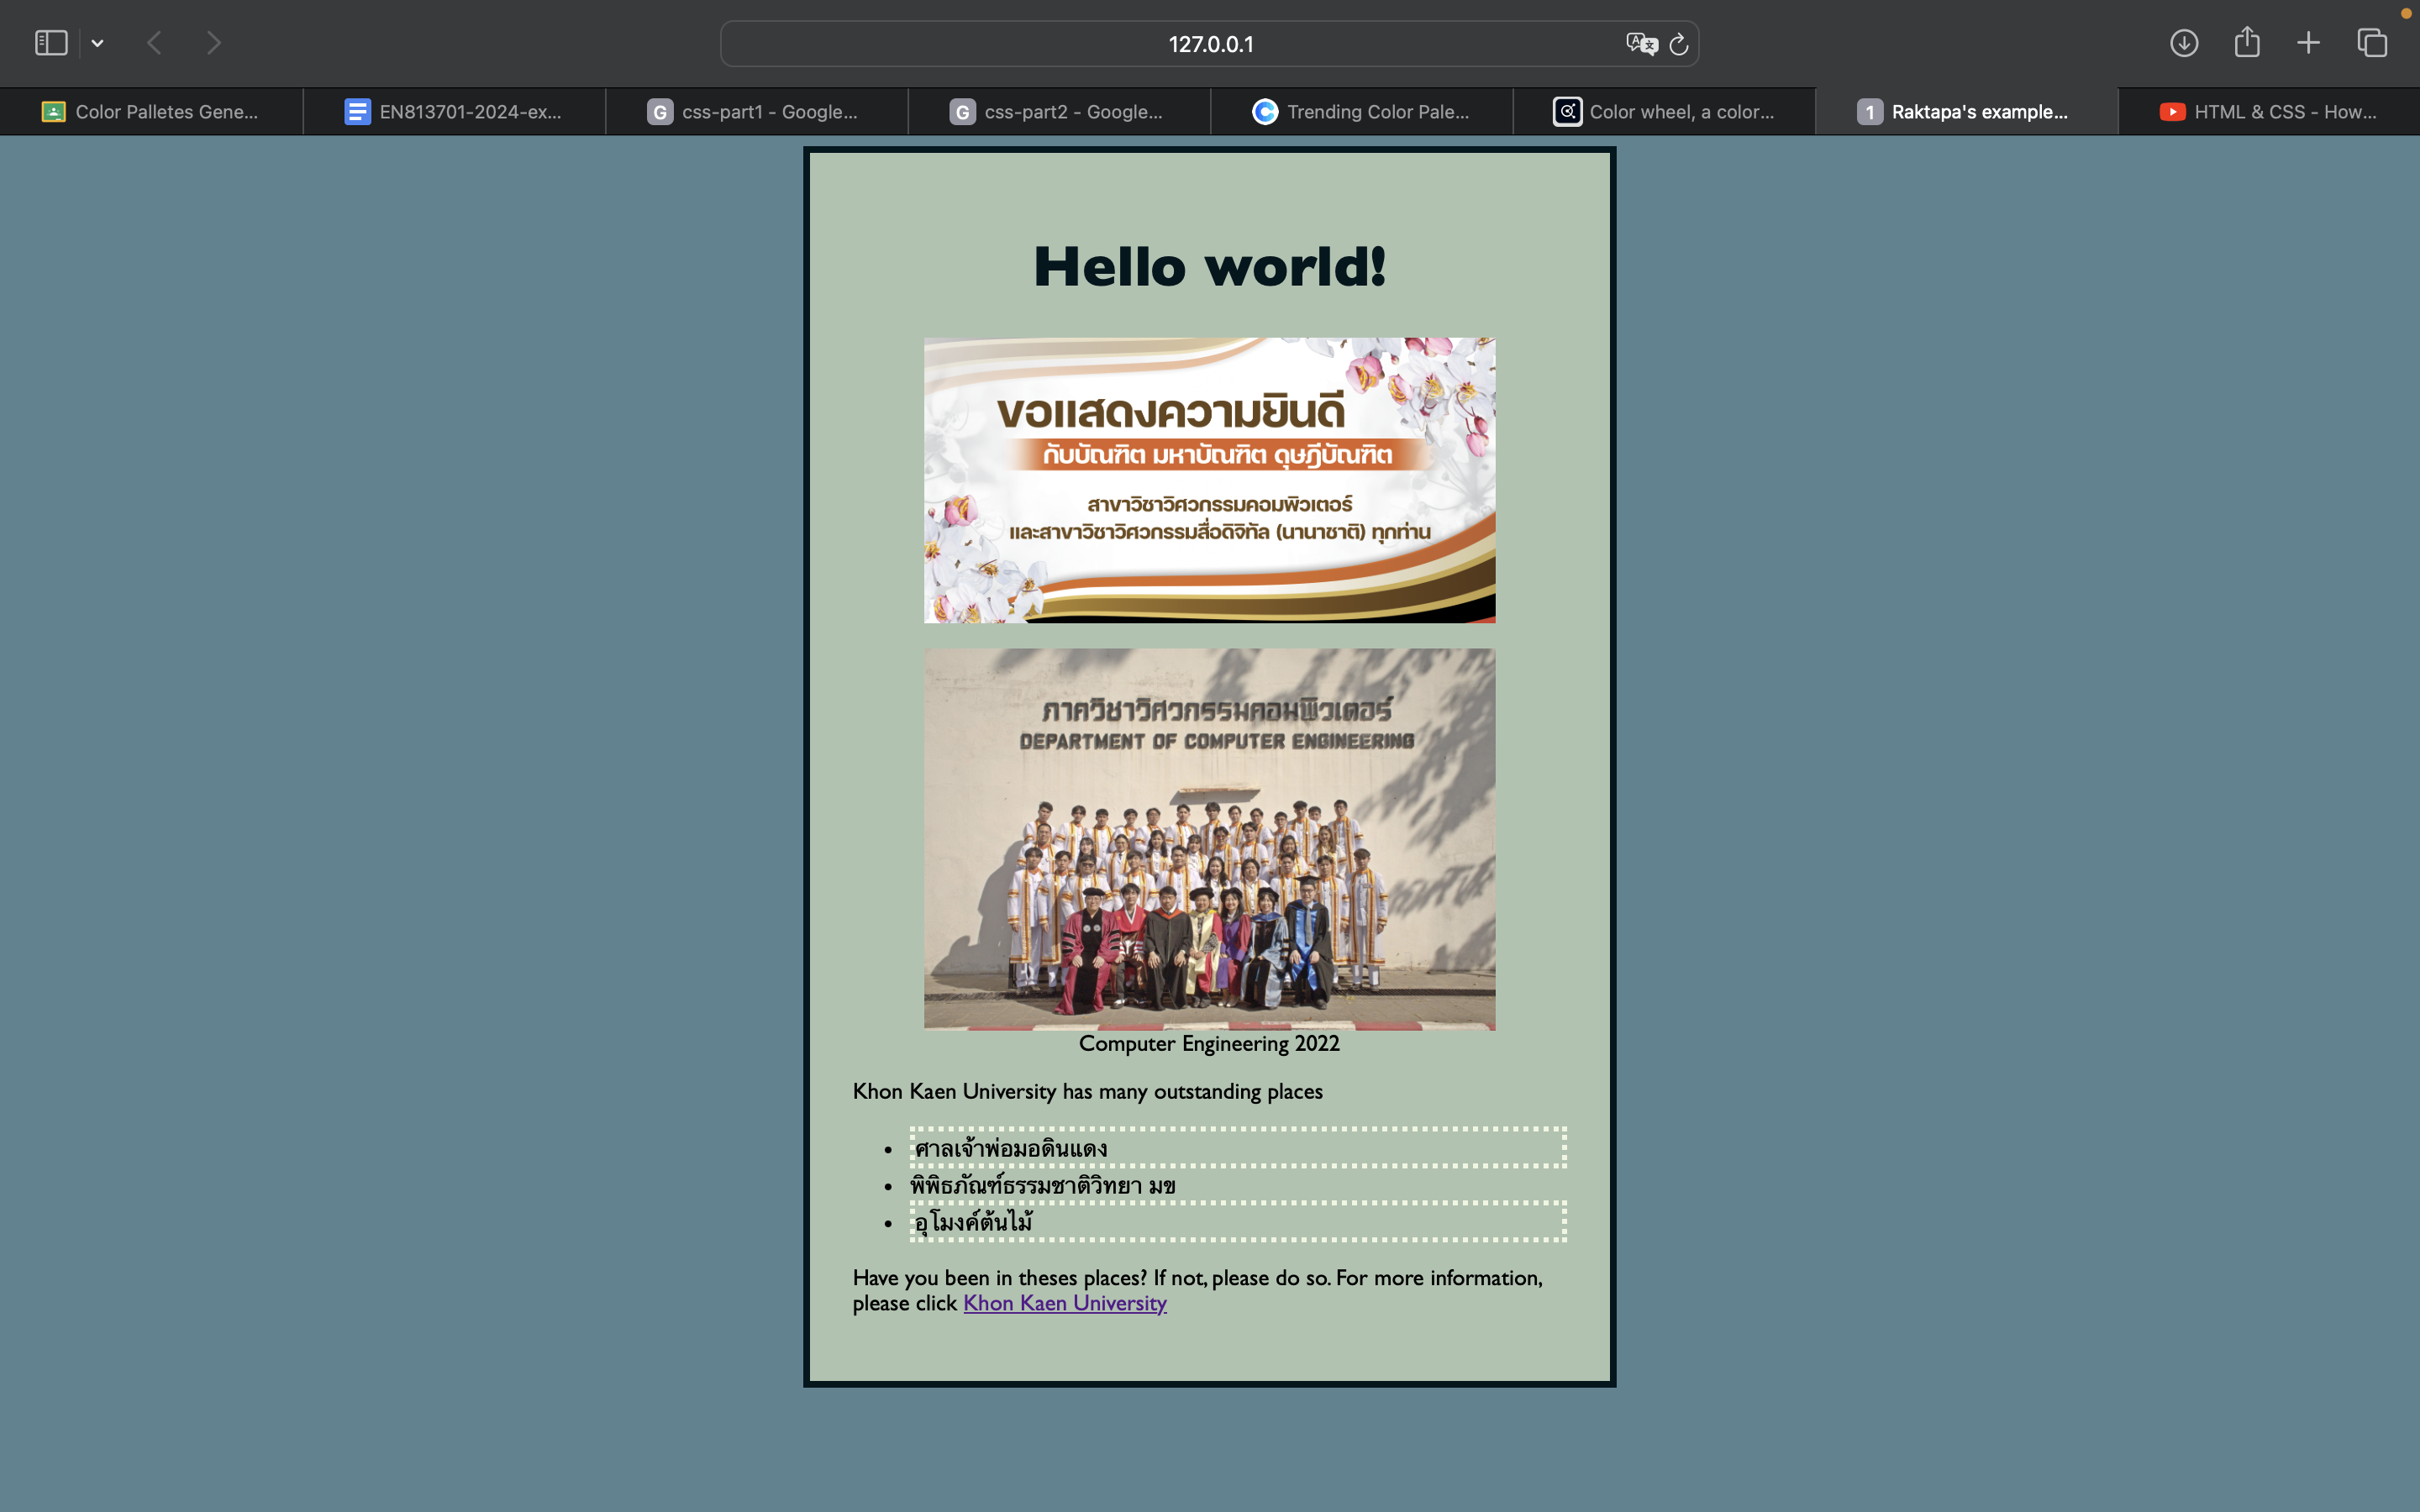 127.0.0.1
Color Palletes Gene...
EN813701-2024-ex...
css-part1 - Google...
css-part2 - Google...
Trending Color Pale...
Color wheel, a color...
1 Raktapa's example...
HTML & CSS - How...
Hello world!
ขอแสดงความยินดี
กับบัณฑิต มหาบัณฑิต ดุษฎีบัณฑิต
สาขาวิชาวิศวกรรมคอมพิวเตอร์
และสาขาวิชาวิศวกรรมสื่อดิจิทัล (นานาชาติ) ทุกท่าน
ภาควิชาวิศวกรรมคอมพิวเตอร์
DEPARTMENT OF COMPUTER ENGINEERING
Computer Engineering 2022
Khon Kaen University has many outstanding places
• ศาลเจ้าพ่อมอดินแดง
• พิพิธภัณฑ์ธรรมชาติวิทยา มข
• อุโมงค์ต้นไม้
Have you been in theses places? If not, please do so. For more information,
please click Khon Kaen University